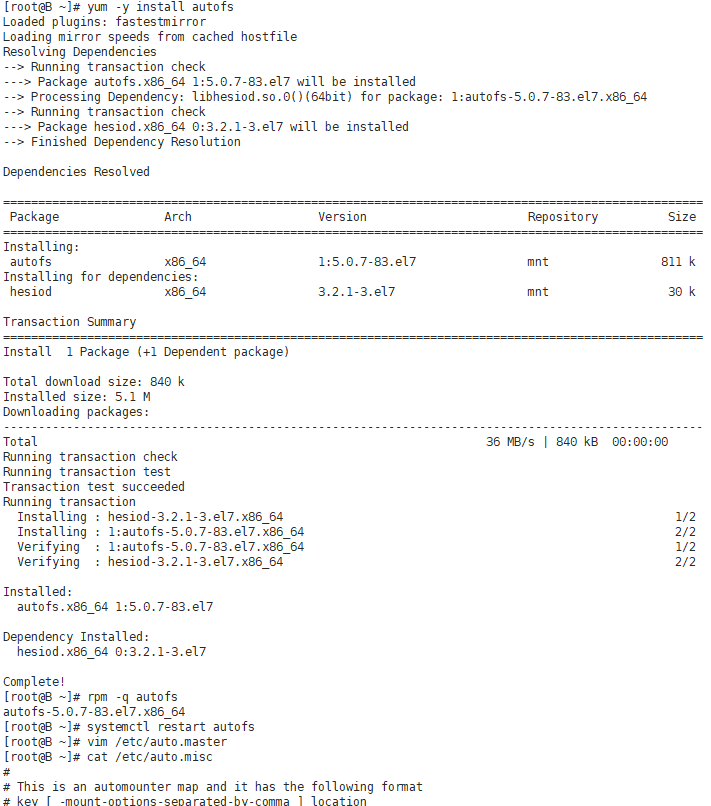 [root@B ~]# yum -y install autofs
Loaded plugins: fastestmirror
Loading mirror speeds from cached hostfile
Resolving Dependencies
--> Running transaction check
---> Package autofs.x86_64 1:5.0.7-83.el7 will be installed
--> Processing Dependency: libhesiod.so.0()(64bit) for package: 1:autofs-5.0.7-83.el7.x86_64
--> Running transaction check
---> Package hesiod.x86_64 0:3.2.1-3.el7 will be installed
--> Finished Dependency Resolution
Dependencies Resolved
====================================================================================================
Package Arch Version Repository Size
====================================================================================================
Installing:
autofs x86_64 1:5.0.7-83.el7 mnt 811 k
Installing for dependencies:
hesiod x86_64 3.2.1-3.el7 mnt 30 k
Transaction Summary
====================================================================================================
Install  1 Package (+1 Dependent package)
Total download size: 840 k
Installed size: 5.1 M
Downloading packages:
----------------------------------------------------------------------------------------------------
Total 36 MB/s | 840 kB  00:00:00
Running transaction check
Running transaction test
Transaction test succeeded
Running transaction
  Installing : hesiod-3.2.1-3.el7.x86_64 1/2
  Installing : 1:autofs-5.0.7-83.el7.x86_64 2/2
  Verifying  : 1:autofs-5.0.7-83.el7.x86_64 1/2
  Verifying  : hesiod-3.2.1-3.el7.x86_64 2/2
Installed:
  autofs.x86_64 1:5.0.7-83.el7
Dependency Installed:
  hesiod.x86_64 0:3.2.1-3.el7
Complete!
[root@B ~]# rpm -q autofs
autofs-5.0.7-83.el7.x86_64
[root@B ~]# systemctl restart autofs
[root@B ~]# vim /etc/auto.master
[root@B ~]# cat /etc/auto.misc
#
# This is an automounter map and it has the following format
# key [ -mount-options-separated-by-comma ] location